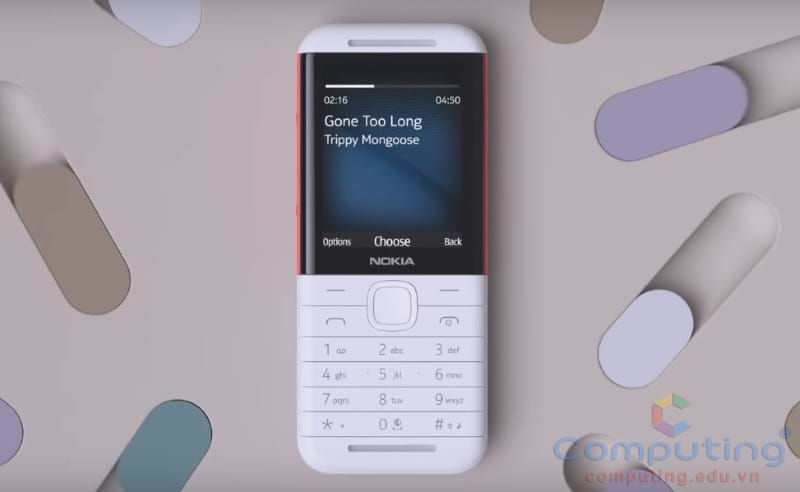 02:16 04:50
Gone Too Long
Trippy Mongoose
Options Choose Back
NOKIA
1 2 abc 3 def
4 ghi 5 jkl 6 mno
7 pqrs 8 tuv 9 wxyz
* + 0 #
Computing®
computing.edu.vn